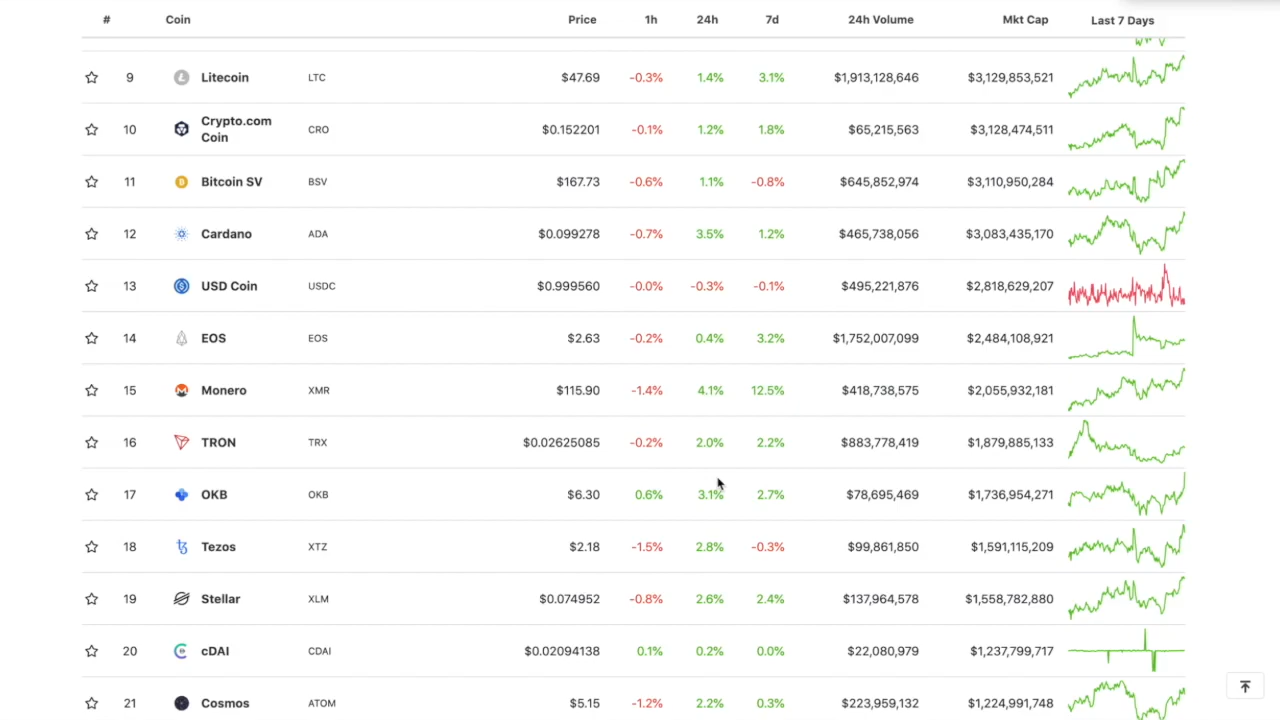 # Coin Price 1h 24h 7d 24h Volume Mkt Cap Last 7 Days
9 Litecoin LTC $47.69 -0.3% 1.4% 3.1% $1,913,128,646 $3,129,853,521
10 Crypto.com Coin CRO $0.152201 -0.1% 1.2% 1.8% $65,215,563 $3,128,474,511
11 Bitcoin SV BSV $167.73 -0.6% 1.1% -0.8% $645,852,974 $3,110,950,284
12 Cardano ADA $0.099278 -0.7% 3.5% 1.2% $465,738,056 $3,083,435,170
13 USD Coin USDC $0.999560 -0.0% -0.3% -0.1% $495,221,876 $2,818,629,207
14 EOS EOS $2.63 -0.2% 0.4% 3.2% $1,752,007,099 $2,484,108,921
15 Monero XMR $115.90 -1.4% 4.1% 12.5% $418,738,575 $2,055,932,181
16 TRON TRX $0.02625085 -0.2% 2.0% 2.2% $883,778,419 $1,879,885,133
17 OKB OKB $6.30 0.6% 3.1% 2.7% $78,695,469 $1,736,954,271
18 Tezos XTZ $2.18 -1.5% 2.8% -0.3% $99,861,850 $1,591,115,209
19 Stellar XLM $0.074952 -0.8% 2.6% 2.4% $137,964,578 $1,558,782,880
20 cDAI CDAI $0.02094138 0.1% 0.2% 0.0% $22,080,979 $1,237,799,717
21 Cosmos ATOM $5.15 -1.2% 2.2% 0.3% $223,959,132 $1,224,991,748